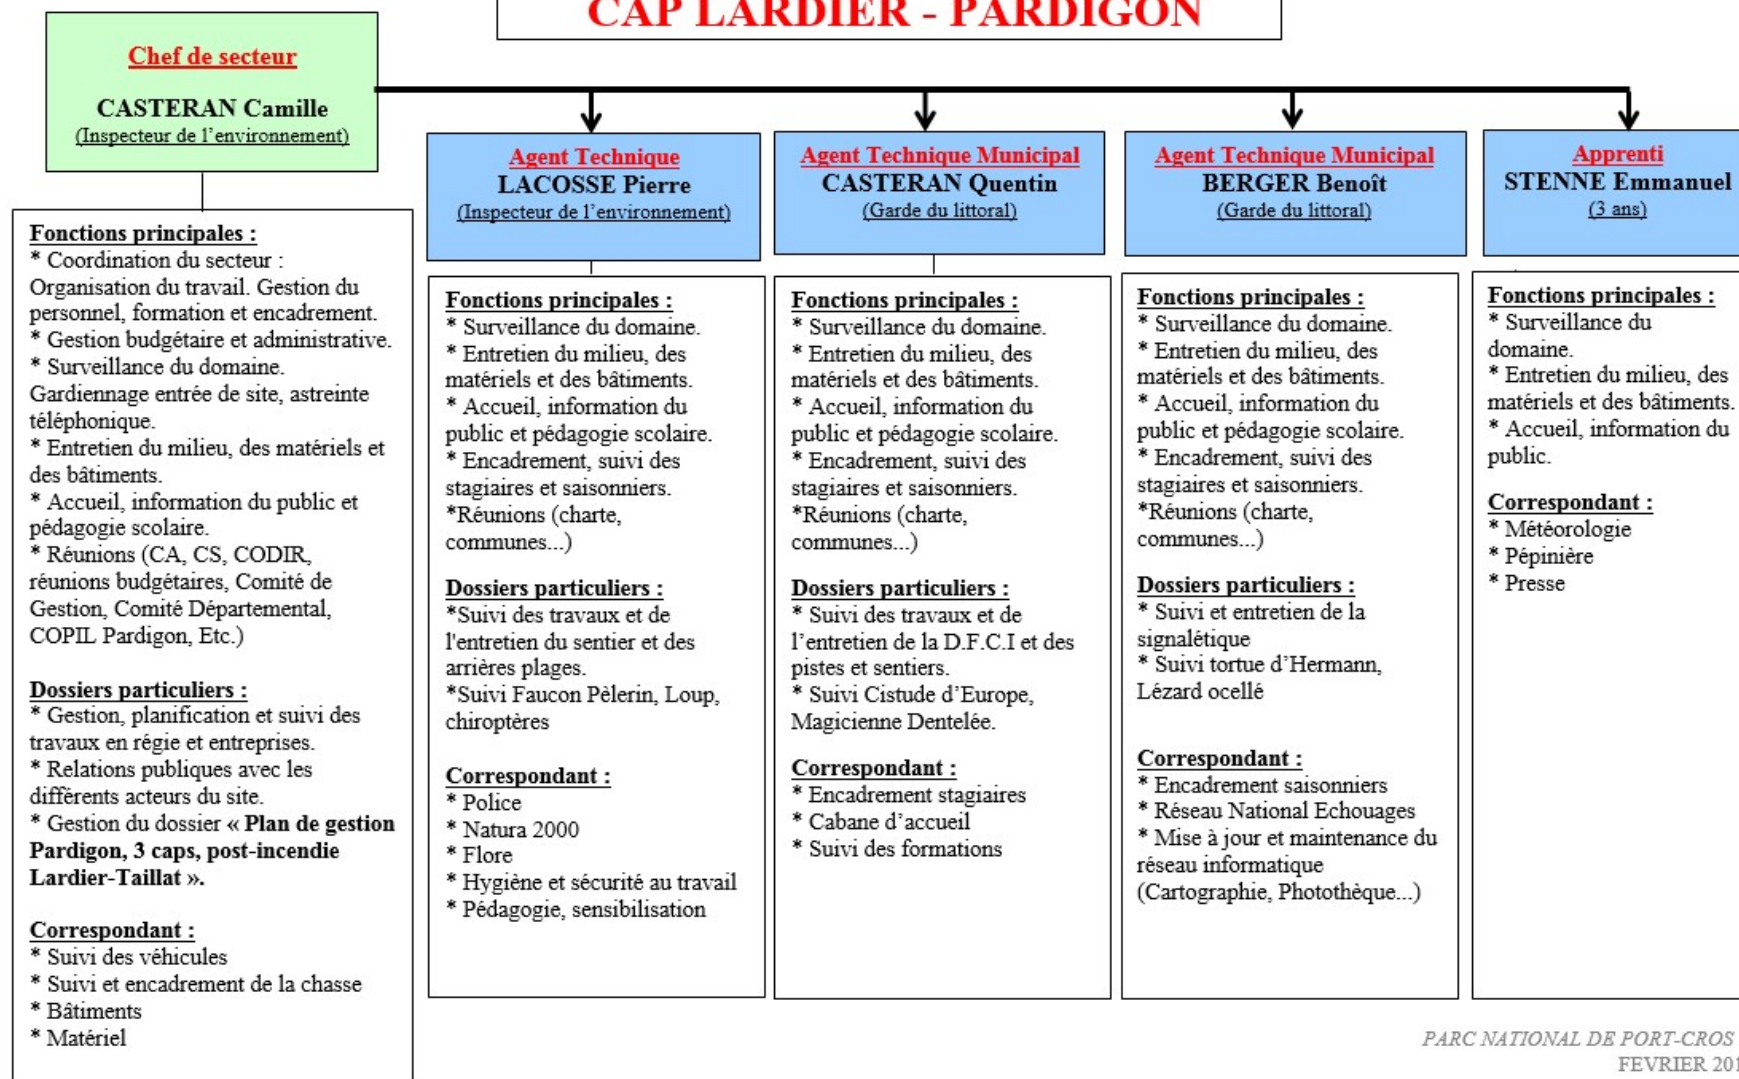 CAP LARDIER - PARDIGON
Chef de secteur
CASTERAN Camille
(Inspecteur de l'environnement)
Fonctions principales :
* Coordination du secteur :
Organisation du travail. Gestion du
personnel, formation et encadrement.
* Gestion budgétaire et administrative.
* Surveillance du domaine.
Gardiennage entrée de site, astreinte
téléphonique.
* Entretien du milieu, des matériels et
des bâtiments.
* Accueil, information du public et
pédagogie scolaire.
* Réunions (CA, CS, CODIR,
réunions budgétaires, Comité de
Gestion, Comité Départemental,
COPIL Pardigon, Etc.)
Dossiers particuliers :
* Gestion, planification et suivi des
travaux en régie et entreprises.
* Relations publiques avec les
différents acteurs du site.
* Gestion du dossier « Plan de gestion
Pardigon, 3 caps, post-incendie
Lardier-Taillat ».
Correspondant :
* Suivi des véhicules
* Suivi et encadrement de la chasse
* Bâtiments
* Matériel
Agent Technique
LACOSSE Pierre
(Inspecteur de l'environnement)
Fonctions principales :
* Surveillance du domaine.
* Entretien du milieu, des
matériels et des bâtiments.
* Accueil, information du
public et pédagogie scolaire.
* Encadrement, suivi des
stagiaires et saisonniers.
*Réunions (charte,
communes...)
Dossiers particuliers :
*Suivi des travaux et de
l'entretien du sentier et des
arrières plages.
*Suivi Faucon Pèlerin, Loup,
chiroptères
Correspondant :
* Police
* Natura 2000
* Flore
* Hygiène et sécurité au travail
* Pédagogie, sensibilisation
Agent Technique Municipal
CASTERAN Quentin
(Garde du littoral)
Fonctions principales :
* Surveillance du domaine.
* Entretien du milieu, des
matériels et des bâtiments.
* Accueil, information du
public et pédagogie scolaire.
* Encadrement, suivi des
stagiaires et saisonniers.
*Réunions (charte,
communes...)
Dossiers particuliers :
* Suivi des travaux et de
l'entretien de la D.F.C.I et des
pistes et sentiers.
* Suivi Cistude d'Europe,
Magicienne Dentelée.
Correspondant :
* Encadrement stagiaires
* Cabane d'accueil
* Suivi des formations
Agent Technique Municipal
BERGER Benoît
(Garde du littoral)
Fonctions principales :
* Surveillance du domaine.
* Entretien du milieu, des
matériels et des bâtiments.
* Accueil, information du
public et pédagogie scolaire.
* Encadrement, suivi des
stagiaires et saisonniers.
*Réunions (charte,
communes...)
Dossiers particuliers :
* Suivi et entretien de la
signalétique
* Suivi tortue d'Hermann,
Lézard ocellé
Correspondant :
* Encadrement saisonniers
* Réseau National Echouages
* Mise à jour et maintenance du
réseau informatique
(Cartographie, Photothèque...)
Apprenti
STENNE Emmanuel
(3 ans)
Fonctions principales :
* Surveillance du
domaine.
* Entretien du milieu, des
matériels et des bâtiments.
* Accueil, information du
public.
Correspondant :
* Météorologie
* Pépinière
* Presse
PARC NATIONAL DE PORT-CROS
FEVRIER